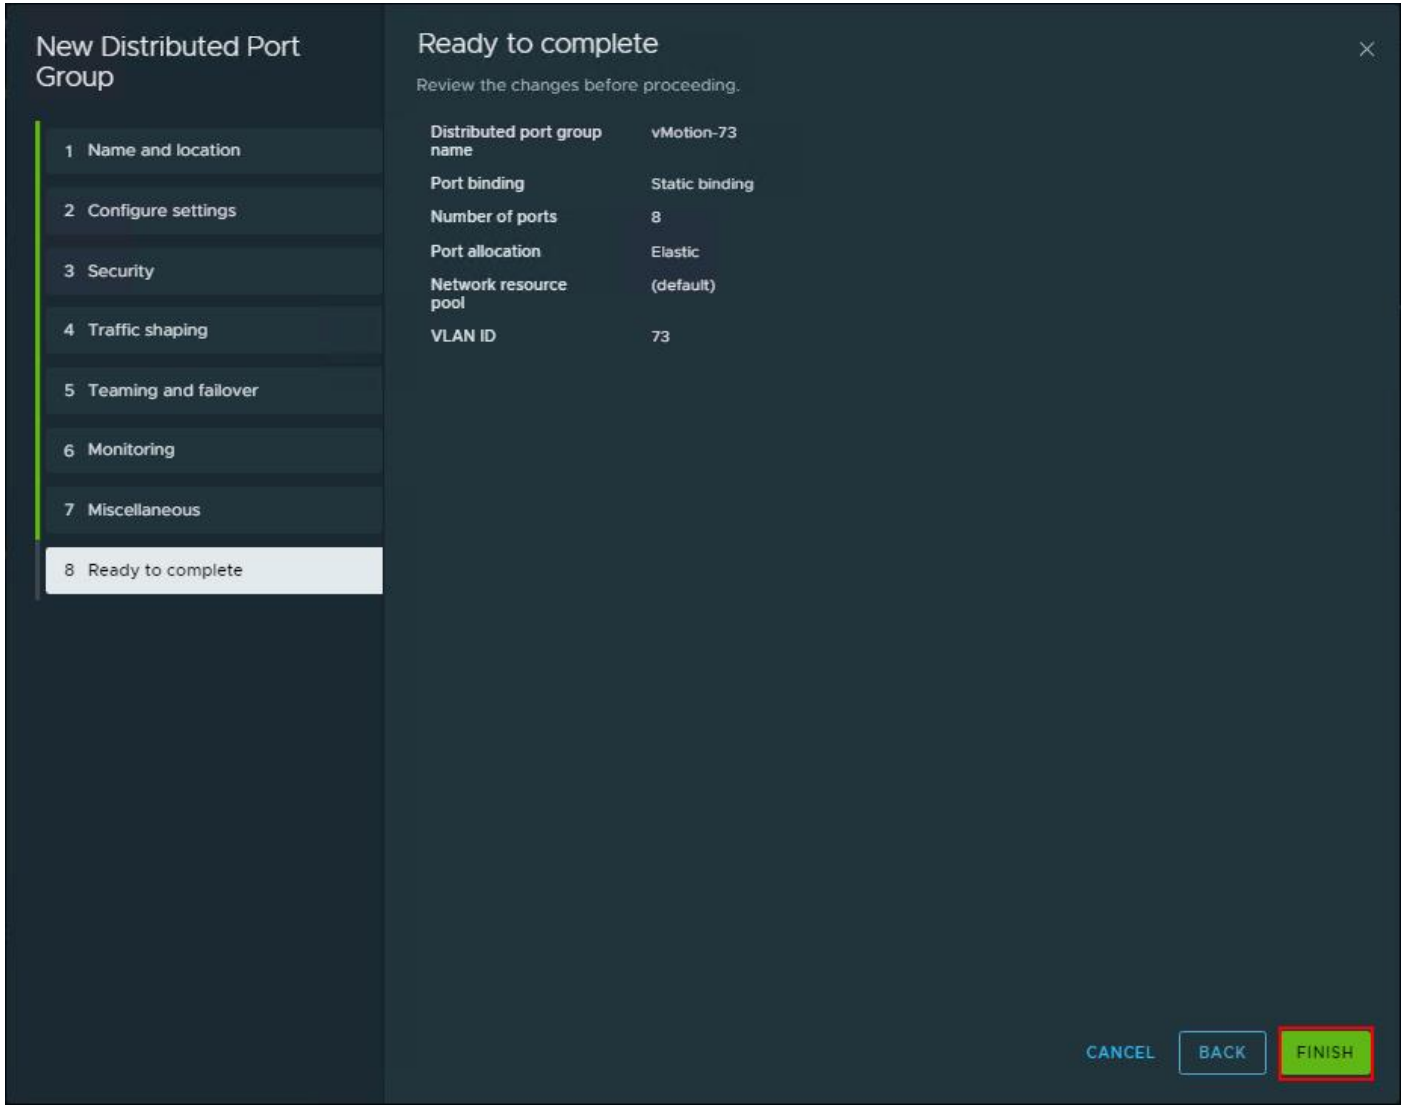 New Distributed Port
Group
1 Name and location
2 Configure settings
3 Security
4 Traffic shaping
5 Teaming and failover
6 Monitoring
7 Miscellaneous
8 Ready to complete
Ready to complete
Review the changes before proceeding.
Distributed port group
name
vMotion-73
Port binding Static binding
Number of ports 8
Port allocation Elastic
Network resource
pool
(default)
VLAN ID 73
CANCEL BACK FINISH